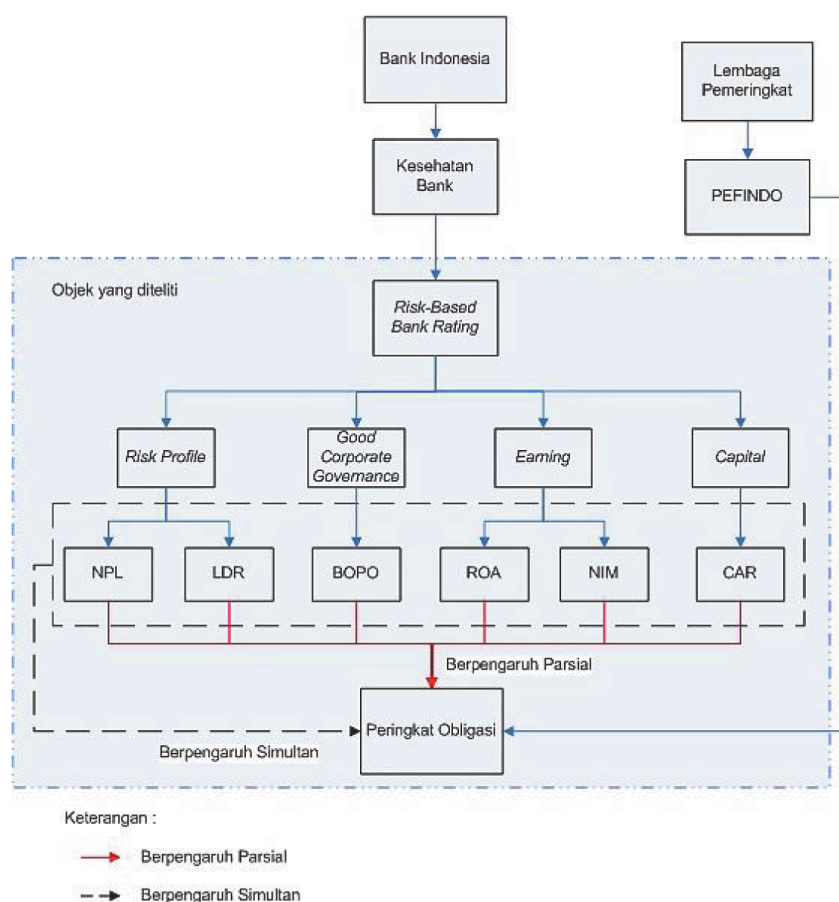 Bank Indonesia
Lembaga
Pemeringkat
Kesehatan
Bank
PEFINDO
Objek yang diteliti
Risk-Based
Bank Rating
Risk Profile
Good
Corporate
Governance
Earning
Capital
NPL
LDR
BOPO
ROA
NIM
CAR
Berpengaruh Parsial
Peringkat Obligasi
Berpengaruh Simultan
Keterangan :
Berpengaruh Parsial
Berpengaruh Simultan